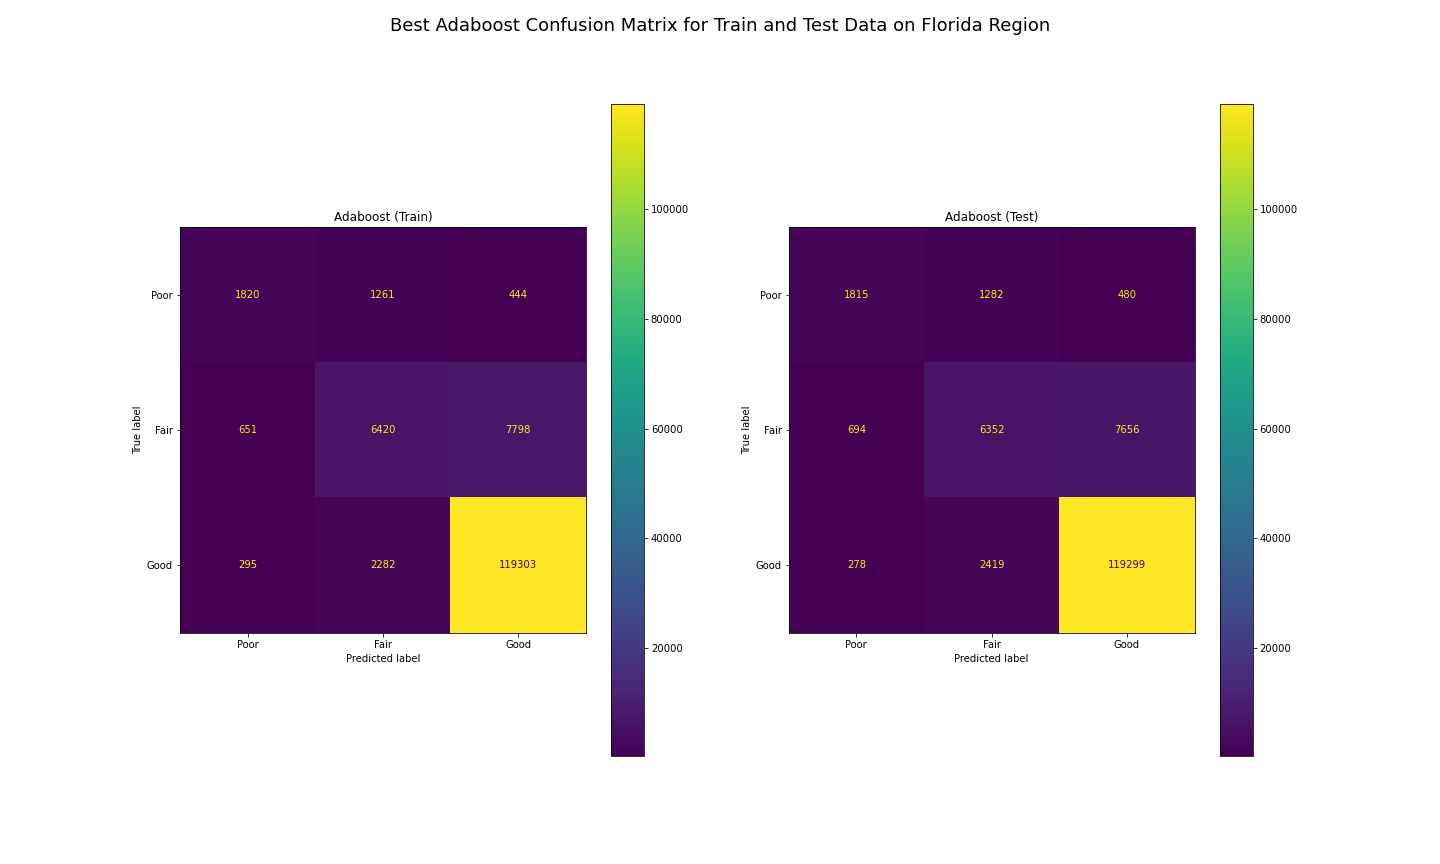 Best Adaboost Confusion Matrix for Train and Test Data on Florida Region
Adaboost (Train)
True label
Poor 1820 1261 444
Fair 651 6420 7798
Good 295 2282 119303
Poor Fair Good
Predicted label
100000
80000
60000
40000
20000
Adaboost (Test)
True label
Poor 1815 1282 480
Fair 694 6352 7656
Good 278 2419 119299
Poor Fair Good
Predicted label
100000
80000
60000
40000
20000